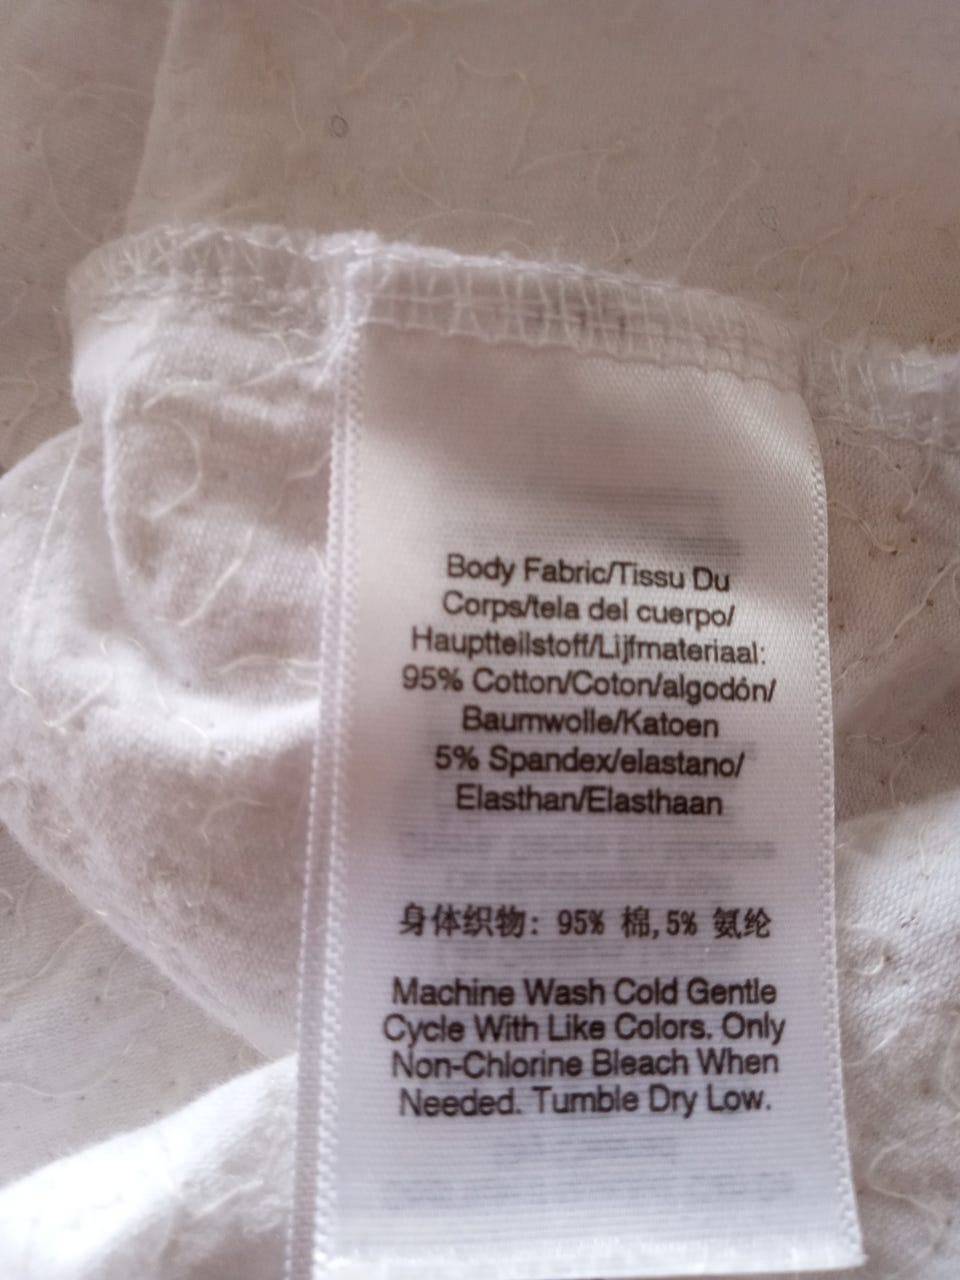 Body Fabric/Tissu Du
Corps/tela del cuerpo/
Hauptteilstoff/Lijfmateriaal:
95% Cotton/Coton/algodón/
Baumwolle/Katoen
5% Spandex/elastano/
Elasthan/Elasthaan
身体织物: 95% 棉,5% 氨纶
Machine Wash Cold Gentle
Cycle With Like Colors. Only
Non-Chlorine Bleach When
Needed. Tumble Dry Low.